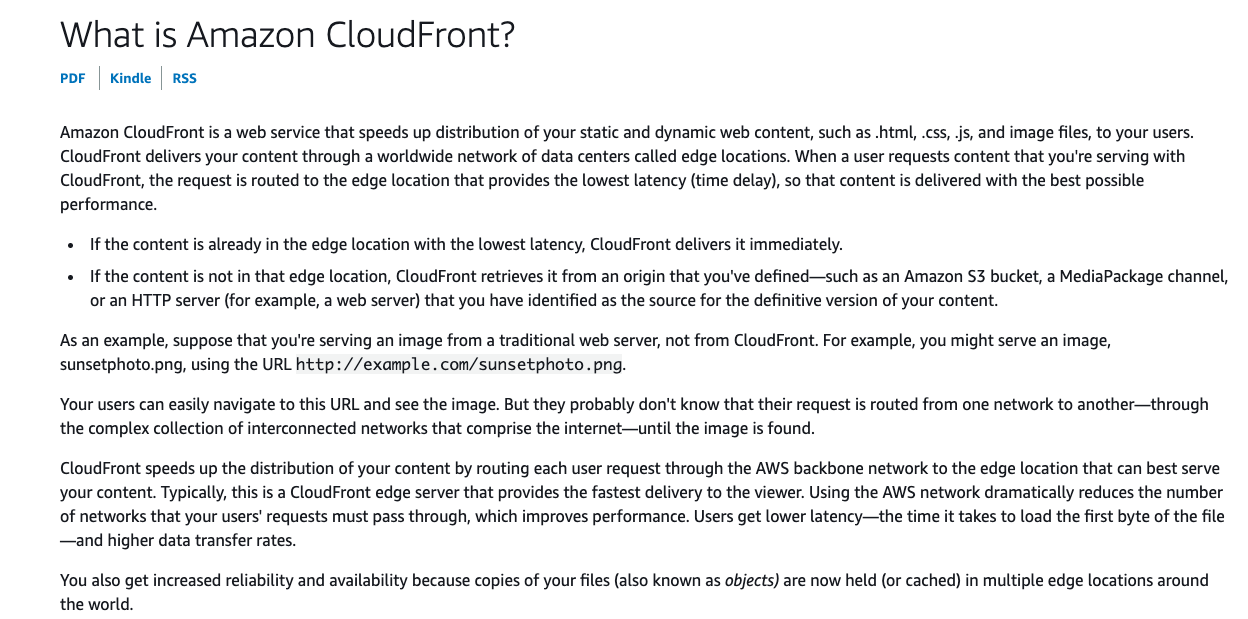 What is Amazon CloudFront?
PDF Kindle RSS
Amazon CloudFront is a web service that speeds up distribution of your static and dynamic web content, such as .html, .css, .js, and image files, to your users.
CloudFront delivers your content through a worldwide network of data centers called edge locations. When a user requests content that you're serving with
CloudFront, the request is routed to the edge location that provides the lowest latency (time delay), so that content is delivered with the best possible
performance.
• If the content is already in the edge location with the lowest latency, CloudFront delivers it immediately.
• If the content is not in that edge location, CloudFront retrieves it from an origin that you've defined—such as an Amazon S3 bucket, a MediaPackage channel,
or an HTTP server (for example, a web server) that you have identified as the source for the definitive version of your content.
As an example, suppose that you're serving an image from a traditional web server, not from CloudFront. For example, you might serve an image,
sunsetphoto.png, using the URL http://example.com/sunsetphoto.png.
Your users can easily navigate to this URL and see the image. But they probably don't know that their request is routed from one network to another—through
the complex collection of interconnected networks that comprise the internet—until the image is found.
CloudFront speeds up the distribution of your content by routing each user request through the AWS backbone network to the edge location that can best serve
your content. Typically, this is a CloudFront edge server that provides the fastest delivery to the viewer. Using the AWS network dramatically reduces the number
of networks that your users' requests must pass through, which improves performance. Users get lower latency—the time it takes to load the first byte of the file
—and higher data transfer rates.
You also get increased reliability and availability because copies of your files (also known as objects) are now held (or cached) in multiple edge locations around
the world.